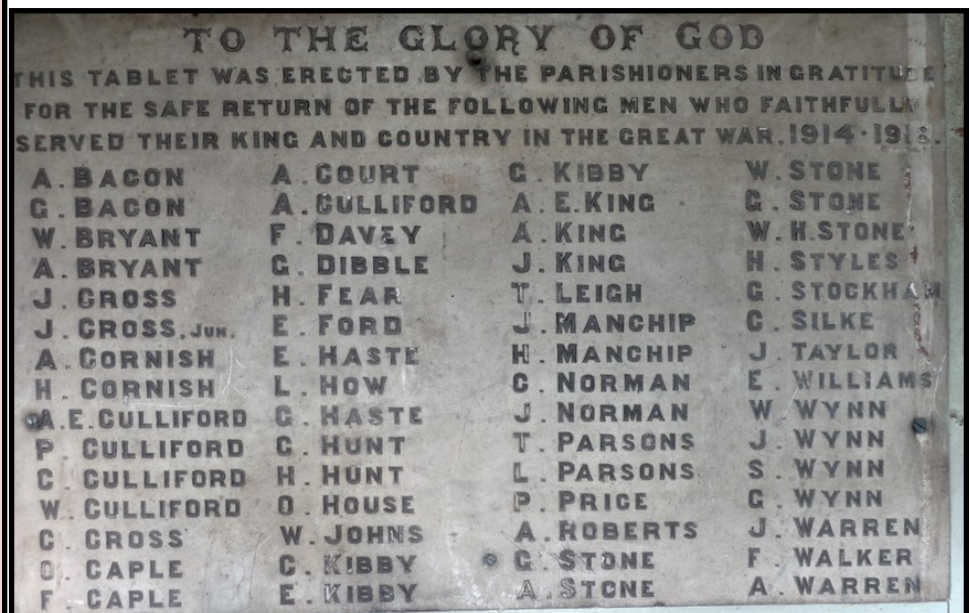 TO THE GLORY OF GOD
THIS TABLET WAS ERECTED BY THE PARISHIONERS IN GRATITUDE
FOR THE SAFE RETURN OF THE FOLLOWING MEN WHO FAITHFULLY
SERVED THEIR KING AND COUNTRY IN THE GREAT WAR. 1914-1918.
A. BACON
G. BACON
W. BRYANT
A. BRYANT
J. CROSS
J. CROSS. JUN.
A. CORNISH
H. CORNISH
A. E. CULLIFORD
P. CULLIFORD
C. CULLIFORD
W. CULLIFORD
C. CROSS
O. CAPLE
F. CAPLE
A. COURT
A. CULLIFORD
F. DAVEY
G. DIBBLE
H. FEAR
E. FORD
E. HASTE
L. HOW
G. HASTE
C. HUNT
H. HUNT
O. HOUSE
W. JOHNS
C. KIBBY
E. KIBBY
G. KIBBY
A. E. KING
A. KING
J. KING
T. LEIGH
J. MANCHIP
H. MANCHIP
C. NORMAN
J. NORMAN
T. PARSONS
L. PARSONS
P. PRICE
A. ROBERTS
G. STONE
A. STONE
W. STONE
G. STONE
W. H. STONE
H. STYLES
G. STOCKHAM
C. SILKE
J. TAYLOR
E. WILLIAMS
W. WYNN
J. WYNN
S. WYNN
G. WYNN
J. WARREN
F. WALKER
A. WARREN